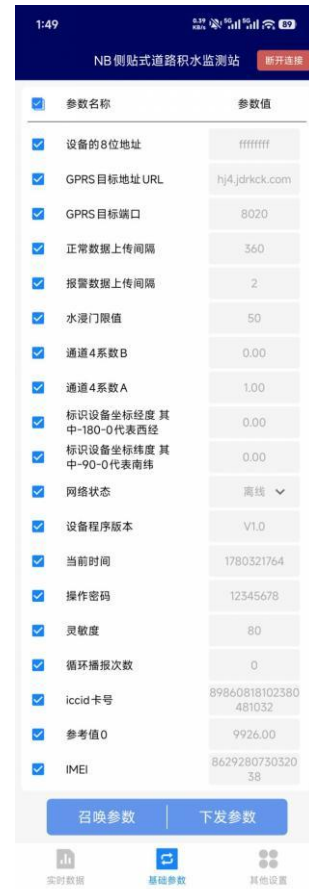 1:49
0.39 KB/s 5G 5G 89
NB侧贴式道路积水监测站 断开连接
参数名称 参数值
设备的8位地址 ffffffff
GPRS目标地址URL hj4.jdrkck.com
GPRS目标端口 8020
正常数据上传间隔 360
报警数据上传间隔 2
水浸门限值 50
通道4系数B 0.00
通道4系数A 1.00
标识设备坐标经度 其
中-180-0代表西经
0.00
标识设备坐标纬度 其
中-90-0代表南纬
0.00
网络状态 离线
设备程序版本 V1.0
当前时间 1780321764
操作密码 12345678
灵敏度 80
循环播报次数 0
iccid卡号 89860818102380
481032
参考值0 9926.00
IMEI 8629280730320
38
召唤参数 下发参数
实时数据 基础参数 其他设置